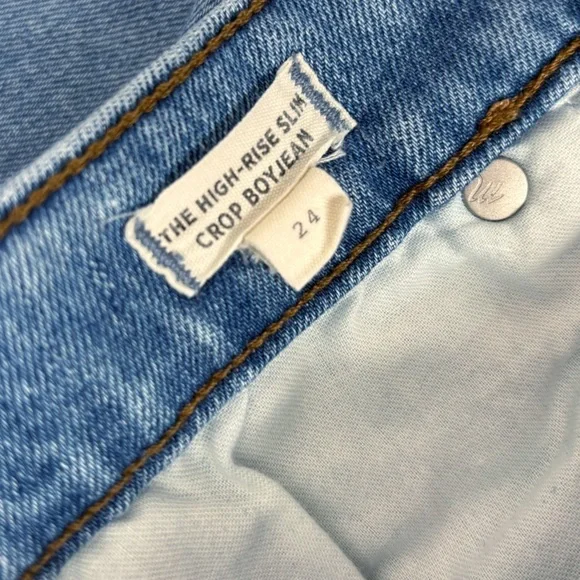 THE HIGH-RISE SLIM
CROP BOYJEAN
24